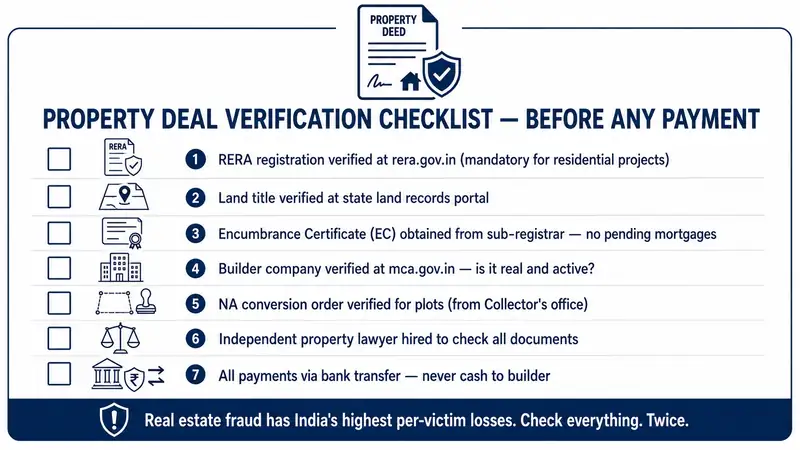 PROPERTY
DEED
PROPERTY DEAL VERIFICATION CHECKLIST — BEFORE ANY PAYMENT
RERA
1 RERA registration verified at rera.gov.in (mandatory for residential projects)
2 Land title verified at state land records portal
3 Encumbrance Certificate (EC) obtained from sub-registrar — no pending mortgages
4 Builder company verified at mca.gov.in — is it real and active?
5 NA conversion order verified for plots (from Collector's office)
6 Independent property lawyer hired to check all documents
₹
7 All payments via bank transfer — never cash to builder
Real estate fraud has India's highest per-victim losses. Check everything. Twice.